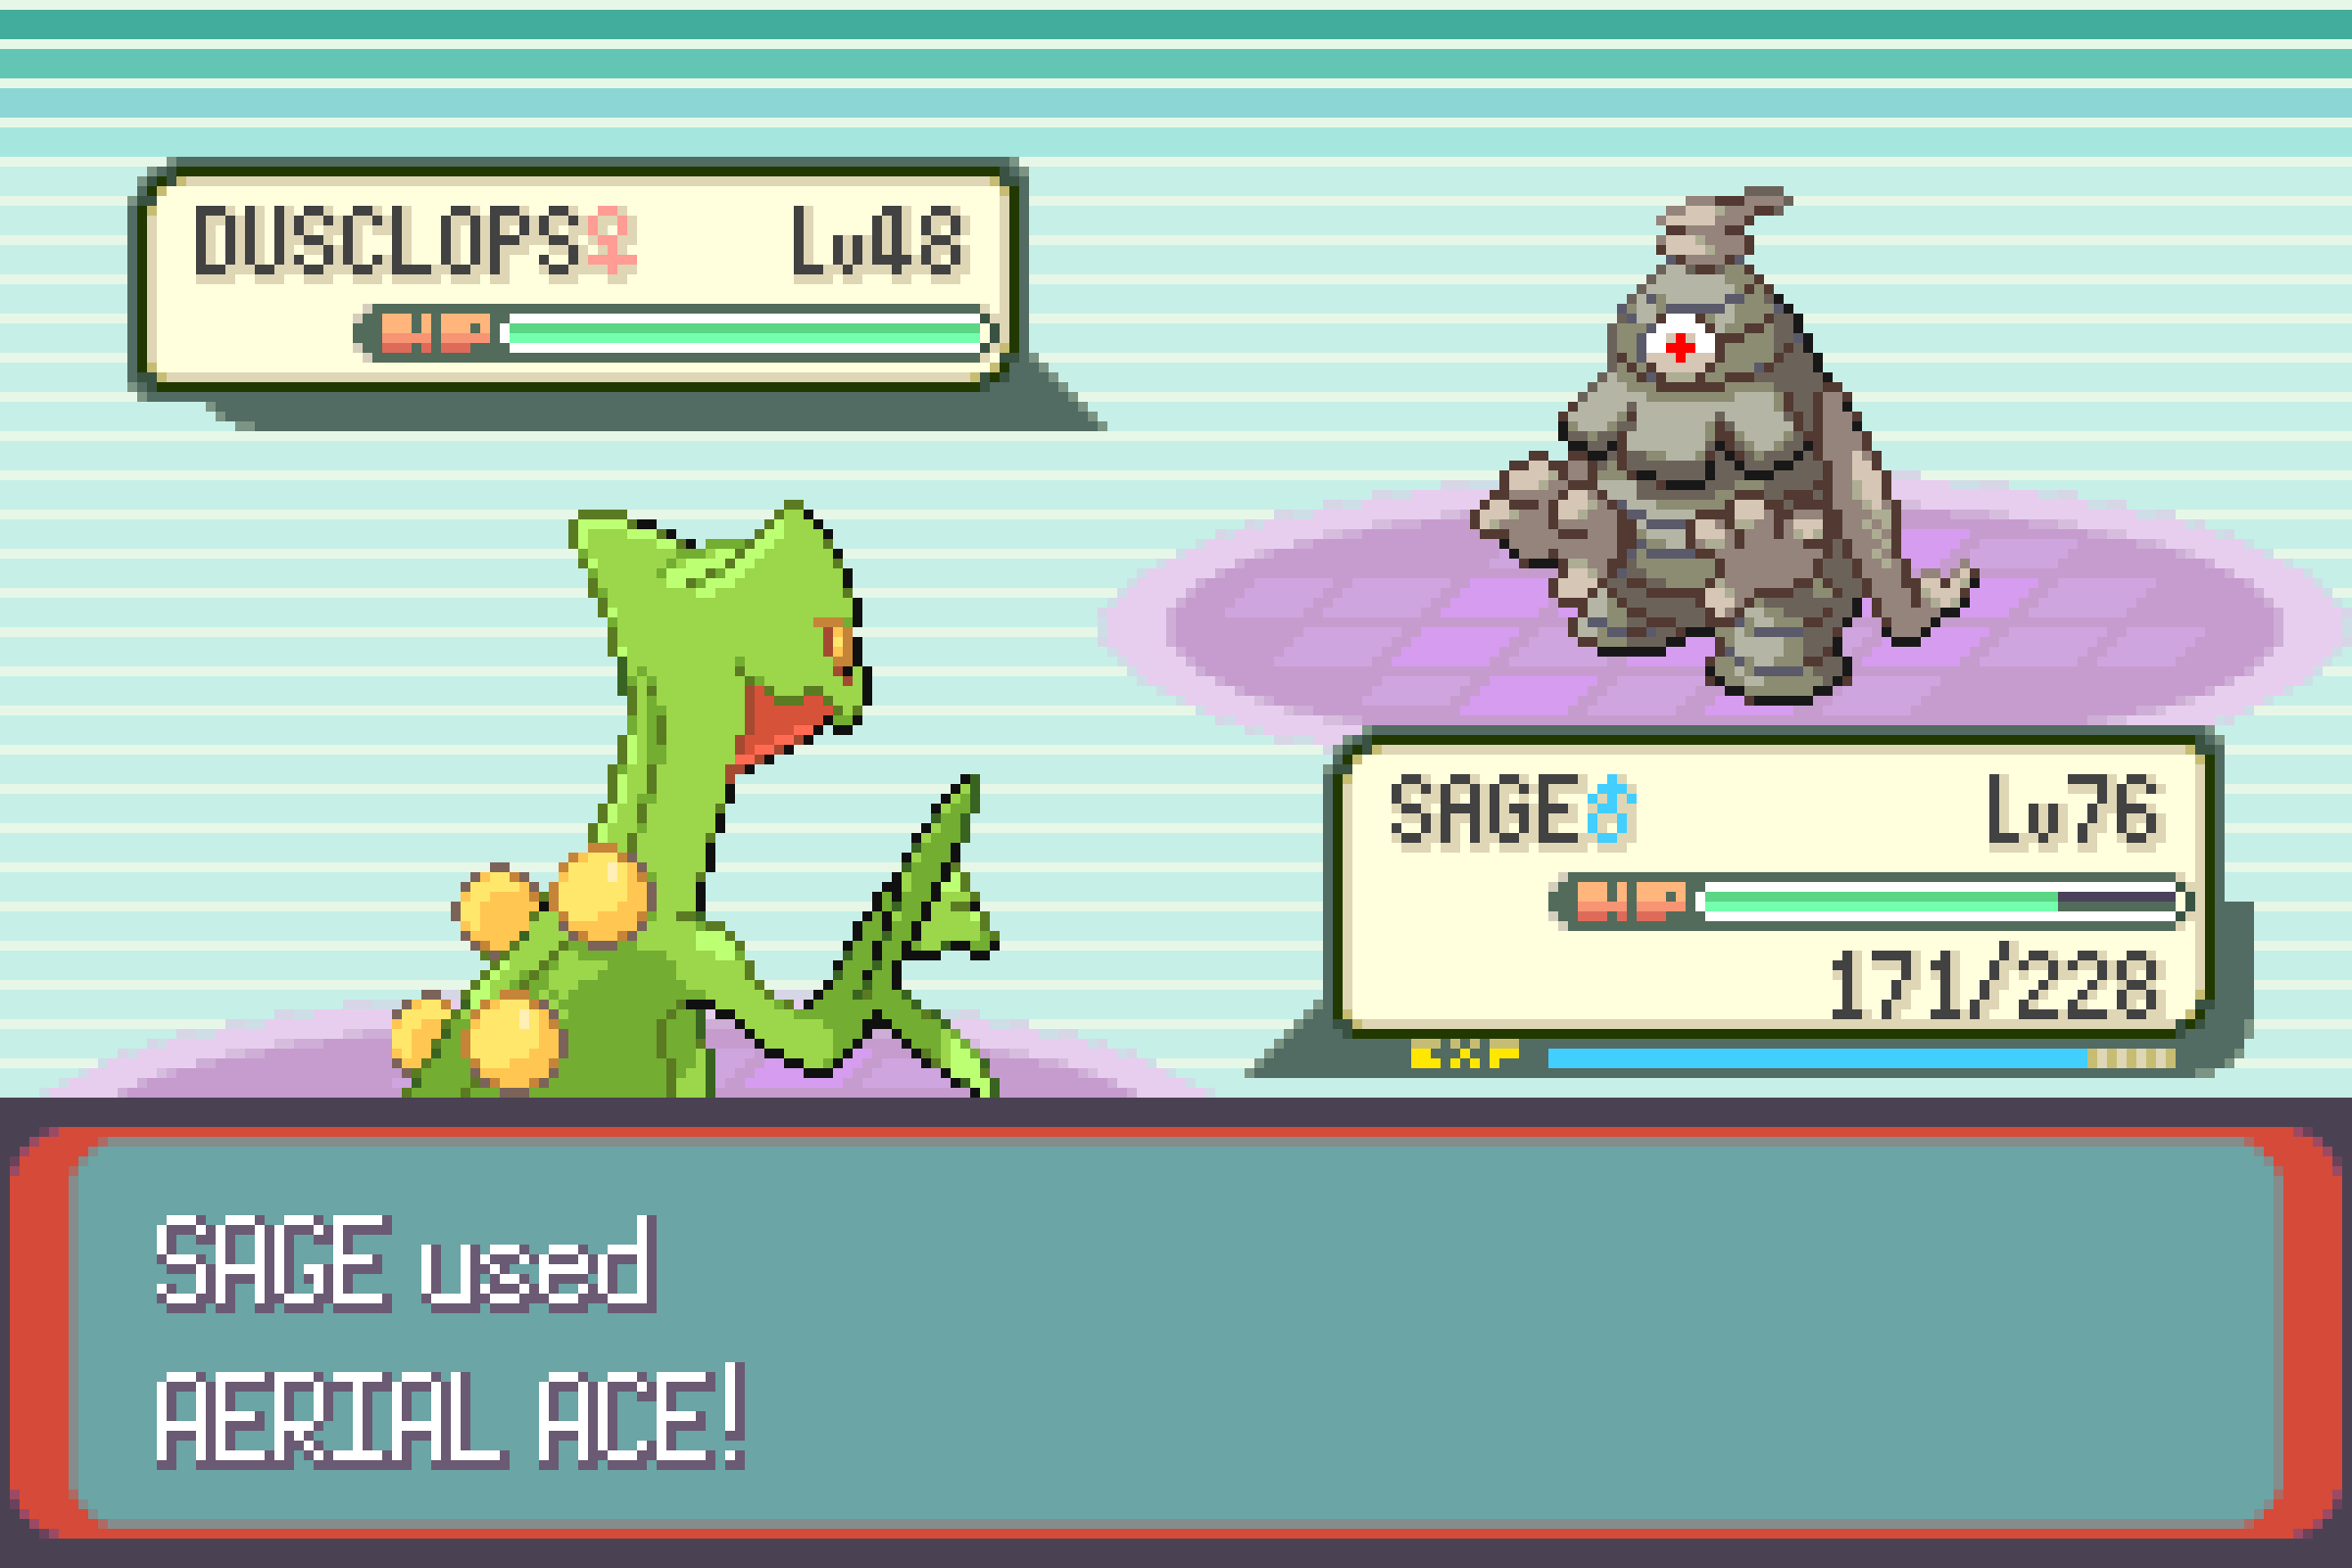 DUSCLOPS♀ Lv48
HP
SAGE♂ Lv76
HP
171/228
EXP
SAGE used
AERIAL ACE!